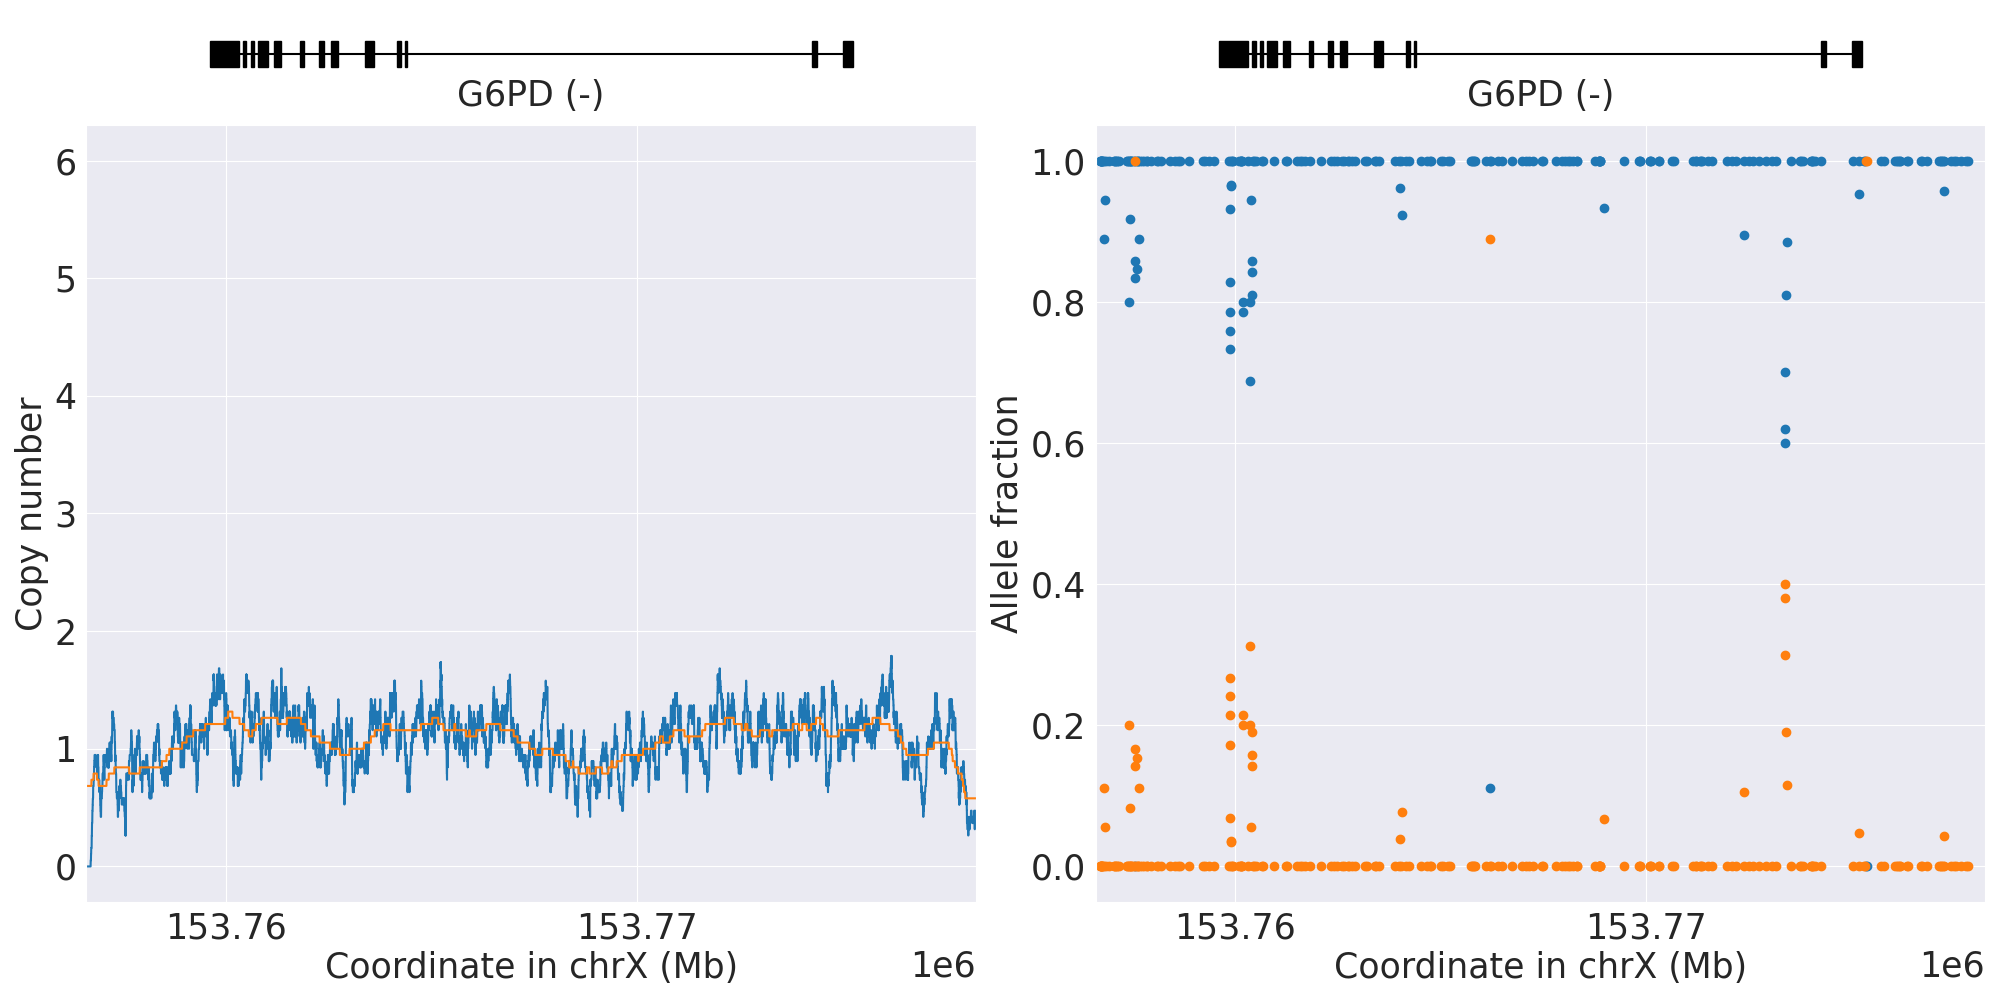 G6PD (-)
6
5
4
3
2
1
0
Copy number
153.76
153.77
Coordinate in chrX (Mb)
1e6
G6PD (-)
1.0
0.8
0.6
0.4
0.2
0.0
Allele fraction
153.76
153.77
Coordinate in chrX (Mb)
1e6